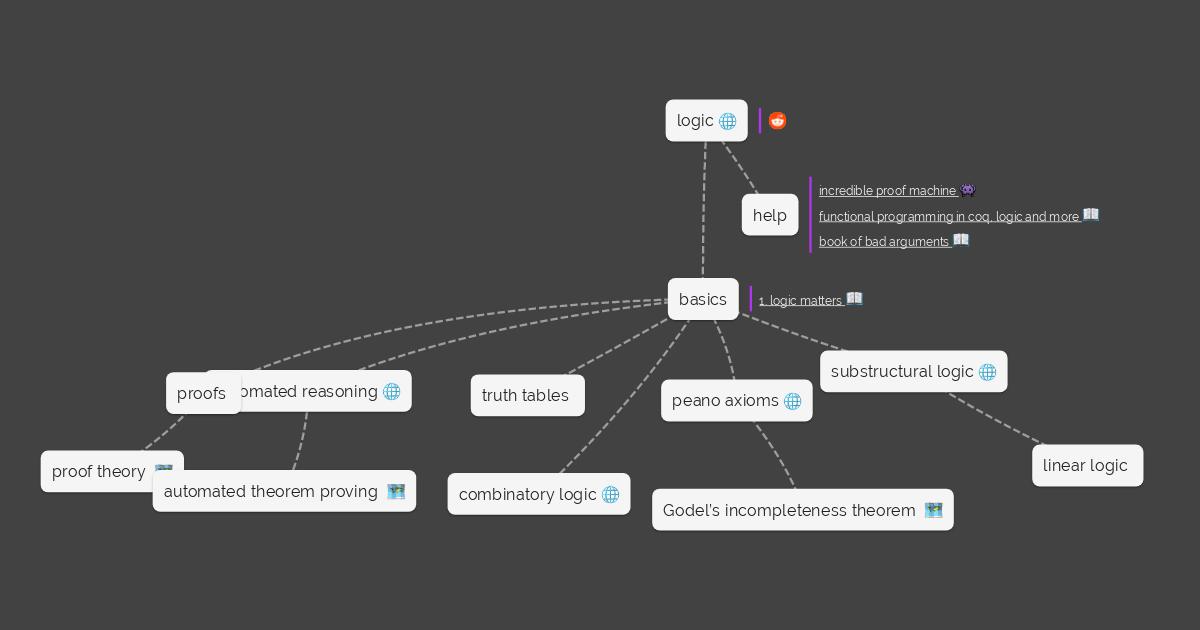 logic
help
incredible proof machine
functional programming in coq, logic and more
book of bad arguments
basics
1. logic matters
substructural logic
proofs
omated reasoning
truth tables
peano axioms
linear logic
proof theory
automated theorem proving
combinatory logic
Godel's incompleteness theorem